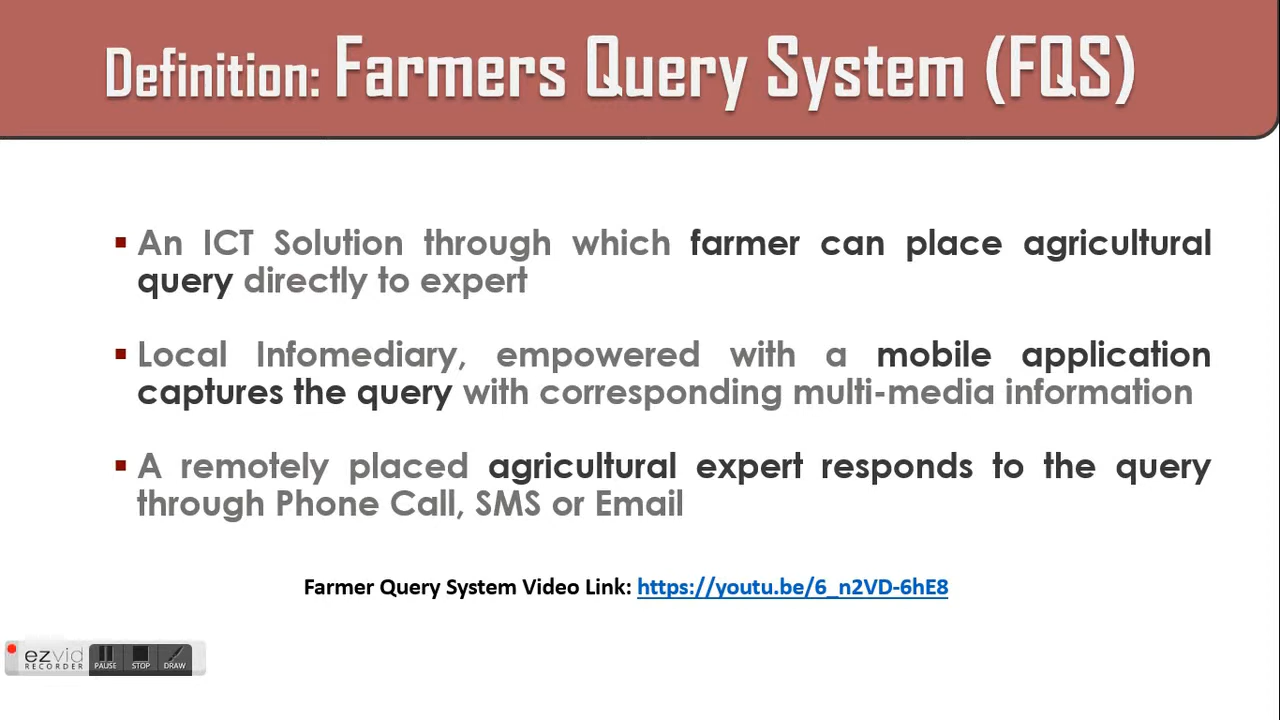 Definition: Farmers Query System (FQS)
▪ An ICT Solution through which farmer can place agricultural
query directly to expert
▪ Local Infomediary, empowered with a mobile application
captures the query with corresponding multi-media information
▪ A remotely placed agricultural expert responds to the query
through Phone Call, SMS or Email
Farmer Query System Video Link: https://youtu.be/6_n2VD-6hE8
ezvid
RECORDER
PAUSE STOP DRAW